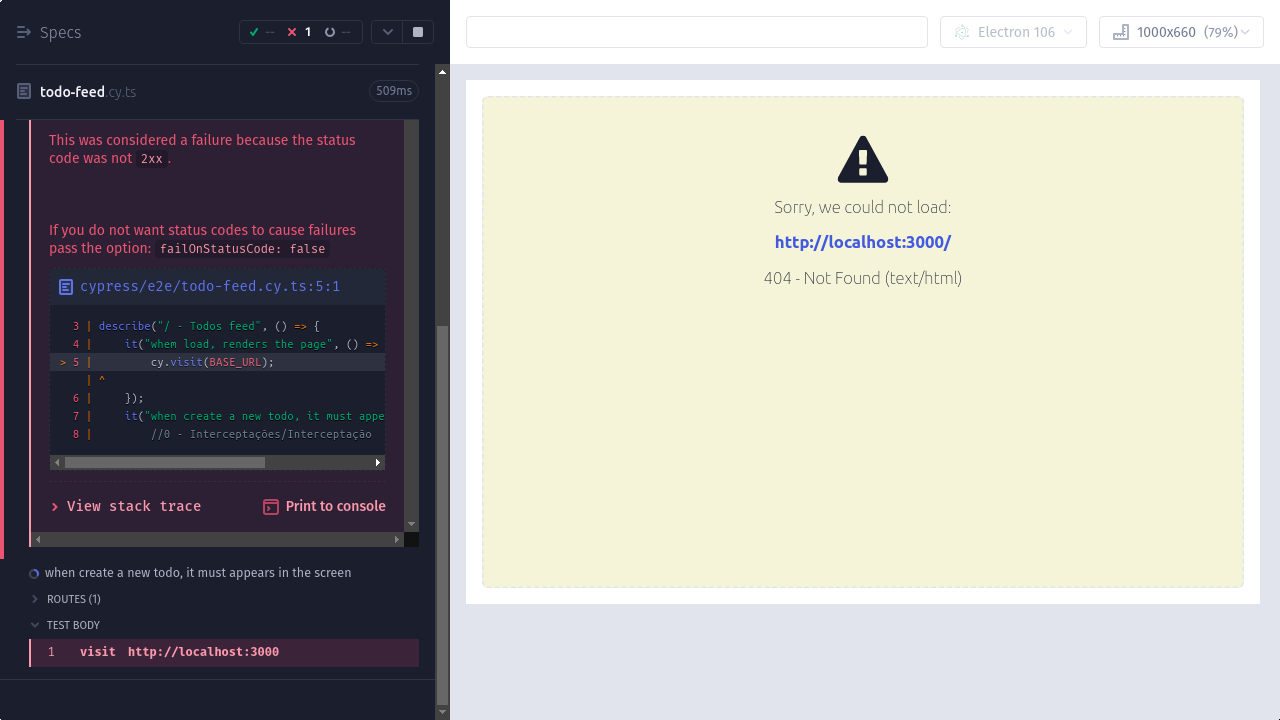 Specs
-- 1 --
todo-feed.cy.ts 509ms
This was considered a failure because the status
code was not 2xx .
If you do not want status codes to cause failures
pass the option: failOnStatusCode: false
cypress/e2e/todo-feed.cy.ts:5:1
3 | describe("/ - Todos feed", () => {
4 | it("whem load, renders the page", () =>
> 5 | cy.visit(BASE_URL);
| ^
6 | });
7 | it("when create a new todo, it must appe
8 | //0 - Interceptações/Interceptação
View stack trace Print to console
when create a new todo, it must appears in the screen
ROUTES (1)
TEST BODY
1 visit http://localhost:3000
Electron 106 1000x660 (79%)
Sorry, we could not load:
http://localhost:3000/
404 - Not Found (text/html)